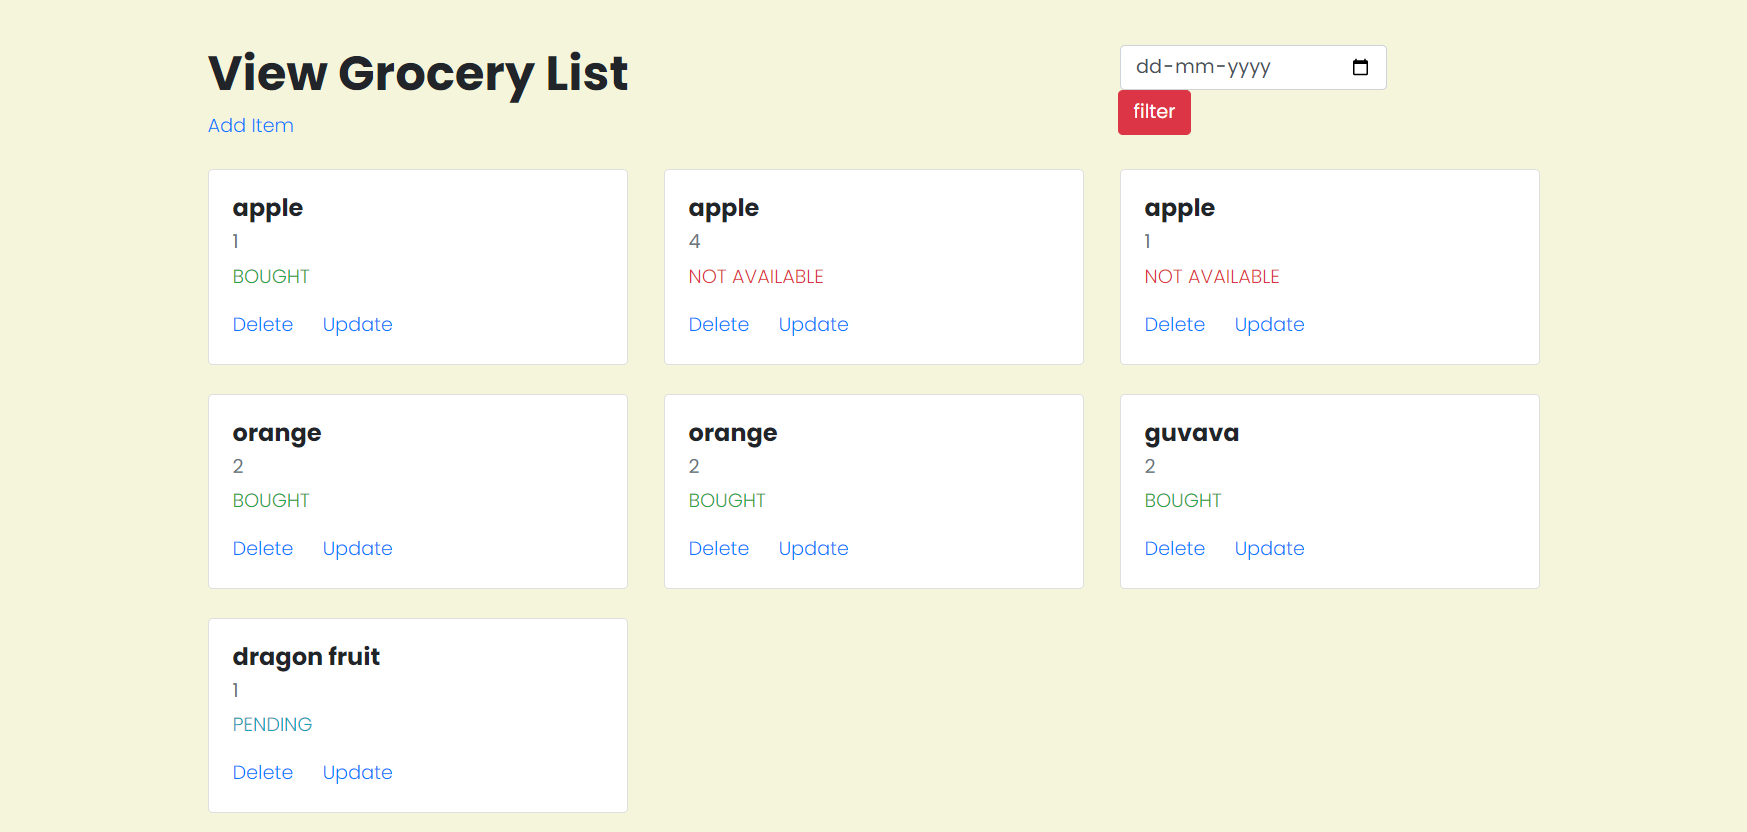 View Grocery List
Add Item
dd-mm-yyyy
filter
apple
1
BOUGHT
Delete Update
apple
4
NOT AVAILABLE
Delete Update
apple
1
NOT AVAILABLE
Delete Update
orange
2
BOUGHT
Delete Update
orange
2
BOUGHT
Delete Update
guvava
2
BOUGHT
Delete Update
dragon fruit
1
PENDING
Delete Update